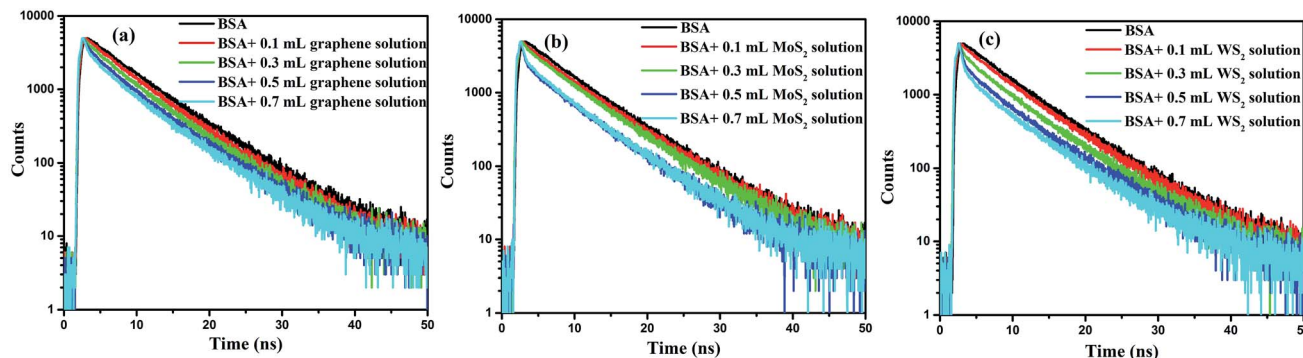 (a)
BSA
BSA+ 0.1 mL graphene solution
BSA+ 0.3 mL graphene solution
BSA+ 0.5 mL graphene solution
BSA+ 0.7 mL graphene solution
10000
1000
100
10
1
Counts
0 10 20 30 40 50
Time (ns)
(b)
BSA
BSA+ 0.1 mL MoS2 solution
BSA+ 0.3 mL MoS2 solution
BSA+ 0.5 mL MoS2 solution
BSA+ 0.7 mL MoS2 solution
10000
1000
100
10
1
Counts
0 10 20 30 40 50
Time (ns)
(c)
BSA
BSA+ 0.1 mL WS2 solution
BSA+ 0.3 mL WS2 solution
BSA+ 0.5 mL WS2 solution
BSA+ 0.7 mL WS2 solution
10000
1000
100
10
1
Counts
0 10 20 30 40 50
Time (ns)